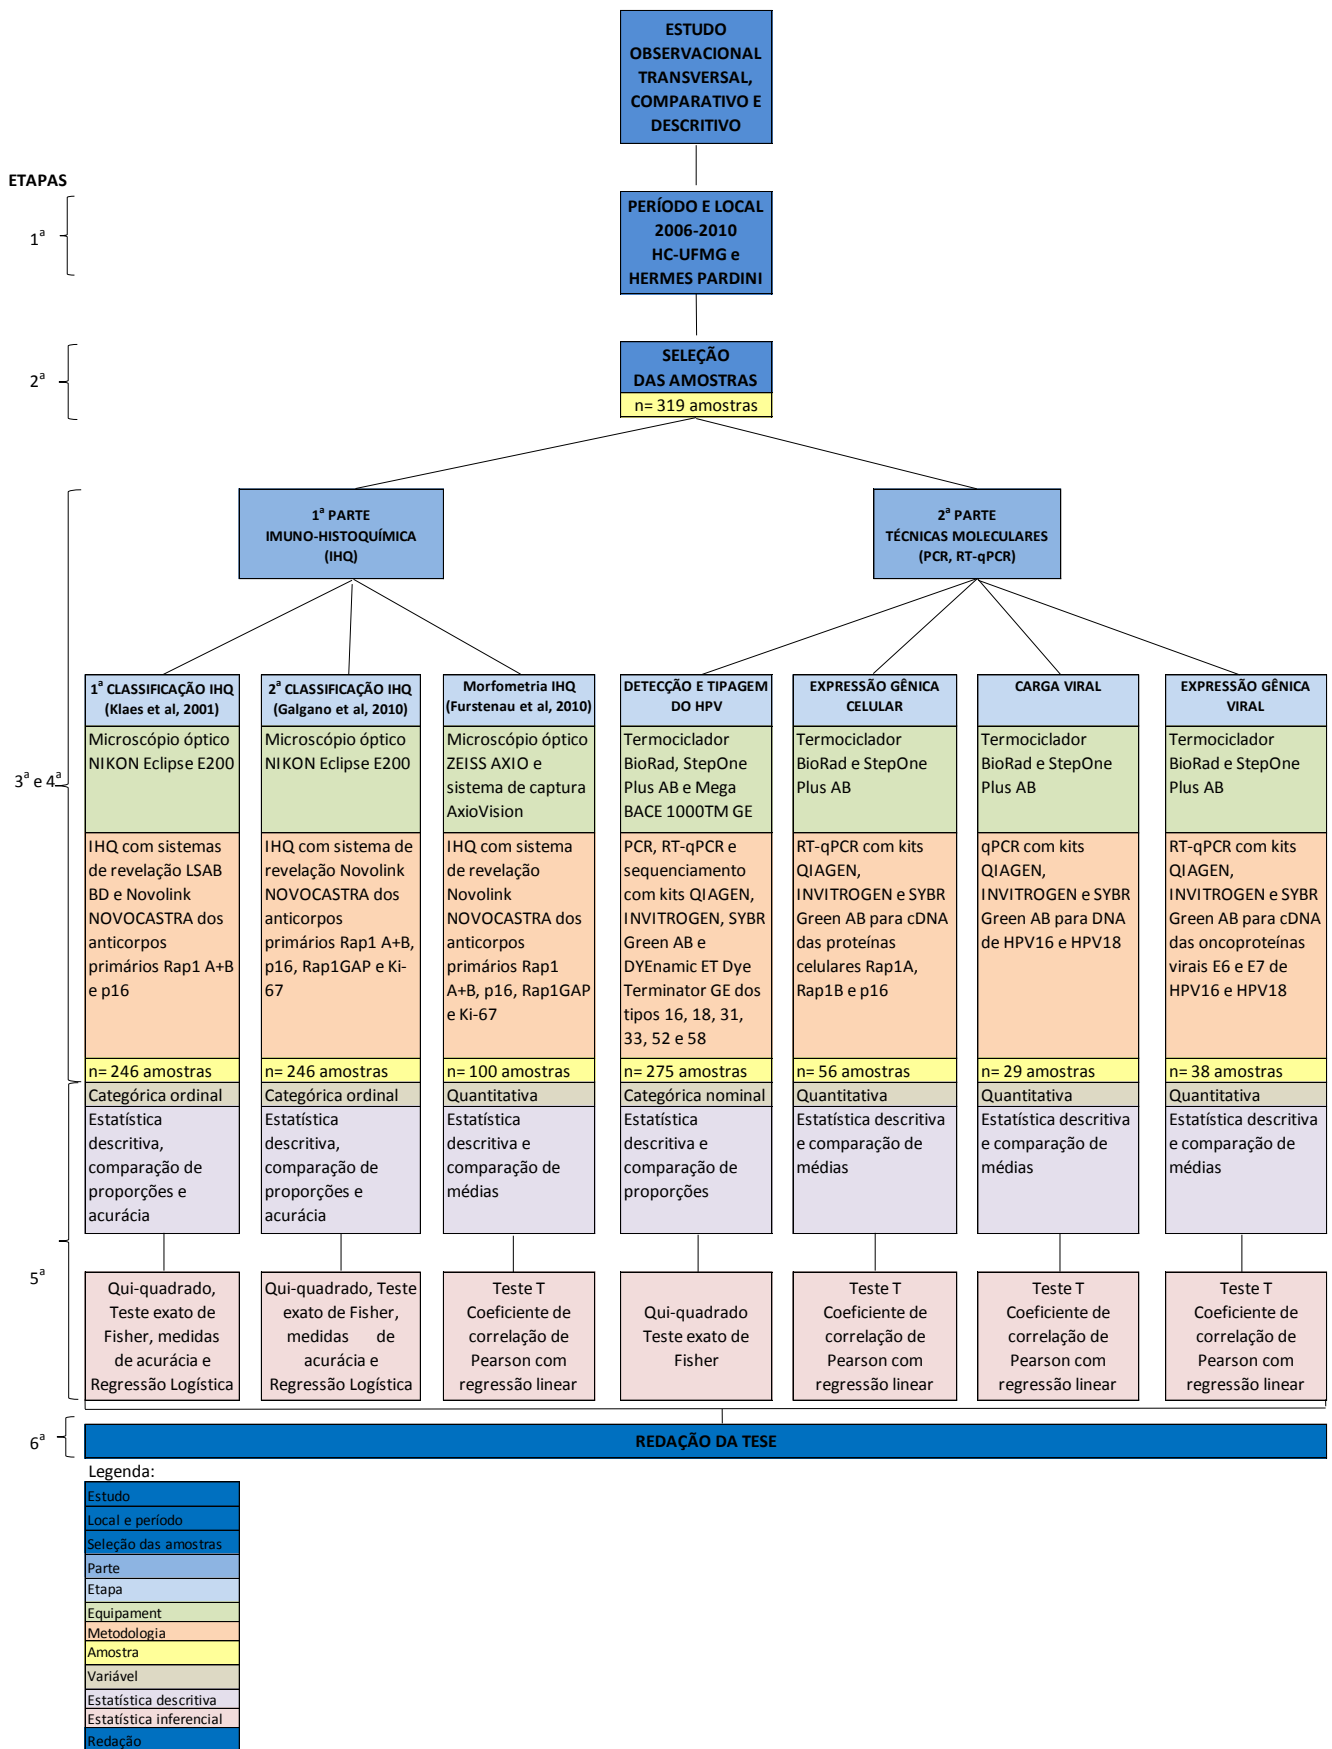 ESTUDO
OBSERVACIONAL
TRANSVERSAL,
COMPARATIVO E
DESCRITIVO
ETAPAS
1ª
PERÍODO E LOCAL
2006-2010
HC-UFMG e
HERMES PARDINI
2ª
SELEÇÃO
DAS AMOSTRAS
n= 319 amostras
1ª PARTE
IMUNO-HISTOQUÍMICA
(IHQ)
2ª PARTE
TÉCNICAS MOLECULARES
(PCR, RT-qPCR)
3ª e 4ª
1ª CLASSIFICAÇÃO IHQ
(Klaes et al, 2001)
Microscópio óptico
NIKON Eclipse E200
IHQ com sistemas
de revelação LSAB
BD e Novolink
NOVOCASTRA dos
anticorpos
primários Rap1 A+B
e p16
n= 246 amostras
Categórica ordinal
Estatística
descritiva,
comparação de
proporções e
acurácia
2ª CLASSIFICAÇÃO IHQ
(Galgano et al, 2010)
Microscópio óptico
NIKON Eclipse E200
IHQ com sistema de
revelação Novolink
NOVOCASTRA dos
anticorpos
primários Rap1 A+B,
p16, Rap1GAP e Ki-
67
n= 246 amostras
Categórica ordinal
Estatística
descritiva,
comparação de
proporções e
acurácia
Morfometria IHQ
(Furstenau et al, 2010)
Microscópio óptico
ZEISS AXIO e
sistema de captura
AxioVision
IHQ com sistema
de revelação
Novolink
NOVOCASTRA dos
anticorpos
primários Rap1
A+B, p16, Rap1GAP
e Ki-67
n= 100 amostras
Quantitativa
Estatística
descritiva e
comparação de
médias
DETECÇÃO E TIPAGEM
DO HPV
Termociclador
BioRad, StepOne
Plus AB e Mega
BACE 1000TM GE
PCR, RT-qPCR e
sequenciamento
com kits QIAGEN,
INVITROGEN, SYBR
Green AB e
DYEnamic ET Dye
Terminator GE dos
tipos 16, 18, 31,
33, 52 e 58
n= 275 amostras
Categórica nominal
Estatística
descritiva e
comparação de
proporções
EXPRESSÃO GÊNICA
CELULAR
Termociclador
BioRad e StepOne
Plus AB
RT-qPCR com kits
QIAGEN,
INVITROGEN e SYBR
Green AB para cDNA
das proteínas
celulares Rap1A,
Rap1B e p16
n= 56 amostras
Quantitativa
Estatística descritiva
e comparação de
médias
CARGA VIRAL
Termociclador
BioRad e StepOne
Plus AB
qPCR com kits
QIAGEN,
INVITROGEN e SYBR
Green AB para DNA
de HPV16 e HPV18
n= 29 amostras
Quantitativa
Estatística descritiva
e comparação de
médias
EXPRESSÃO GÊNICA
VIRAL
Termociclador
BioRad e StepOne
Plus AB
RT-qPCR com kits
QIAGEN,
INVITROGEN e SYBR
Green AB para cDNA
das oncoproteínas
virais E6 e E7 de
HPV16 e HPV18
n= 38 amostras
Quantitativa
Estatística descritiva
e comparação de
médias
5ª
Qui-quadrado,
Teste exato de
Fisher, medidas
de acurácia e
Regressão Logística
Qui-quadrado, Teste
exato de Fisher,
medidas de
acurácia e
Regressão Logística
Teste T
Coeficiente de
correlação de
Pearson com
regressão linear
Qui-quadrado
Teste exato de
Fisher
Teste T
Coeficiente de
correlação de
Pearson com
regressão linear
Teste T
Coeficiente de
correlação de
Pearson com
regressão linear
Teste T
Coeficiente de
correlação de
Pearson com
regressão linear
6ª
REDAÇÃO DA TESE
Legenda:
Estudo
Local e período
Seleção das amostras
Parte
Etapa
Equipament
Metodologia
Amostra
Variável
Estatística descritiva
Estatística inferencial
Redação